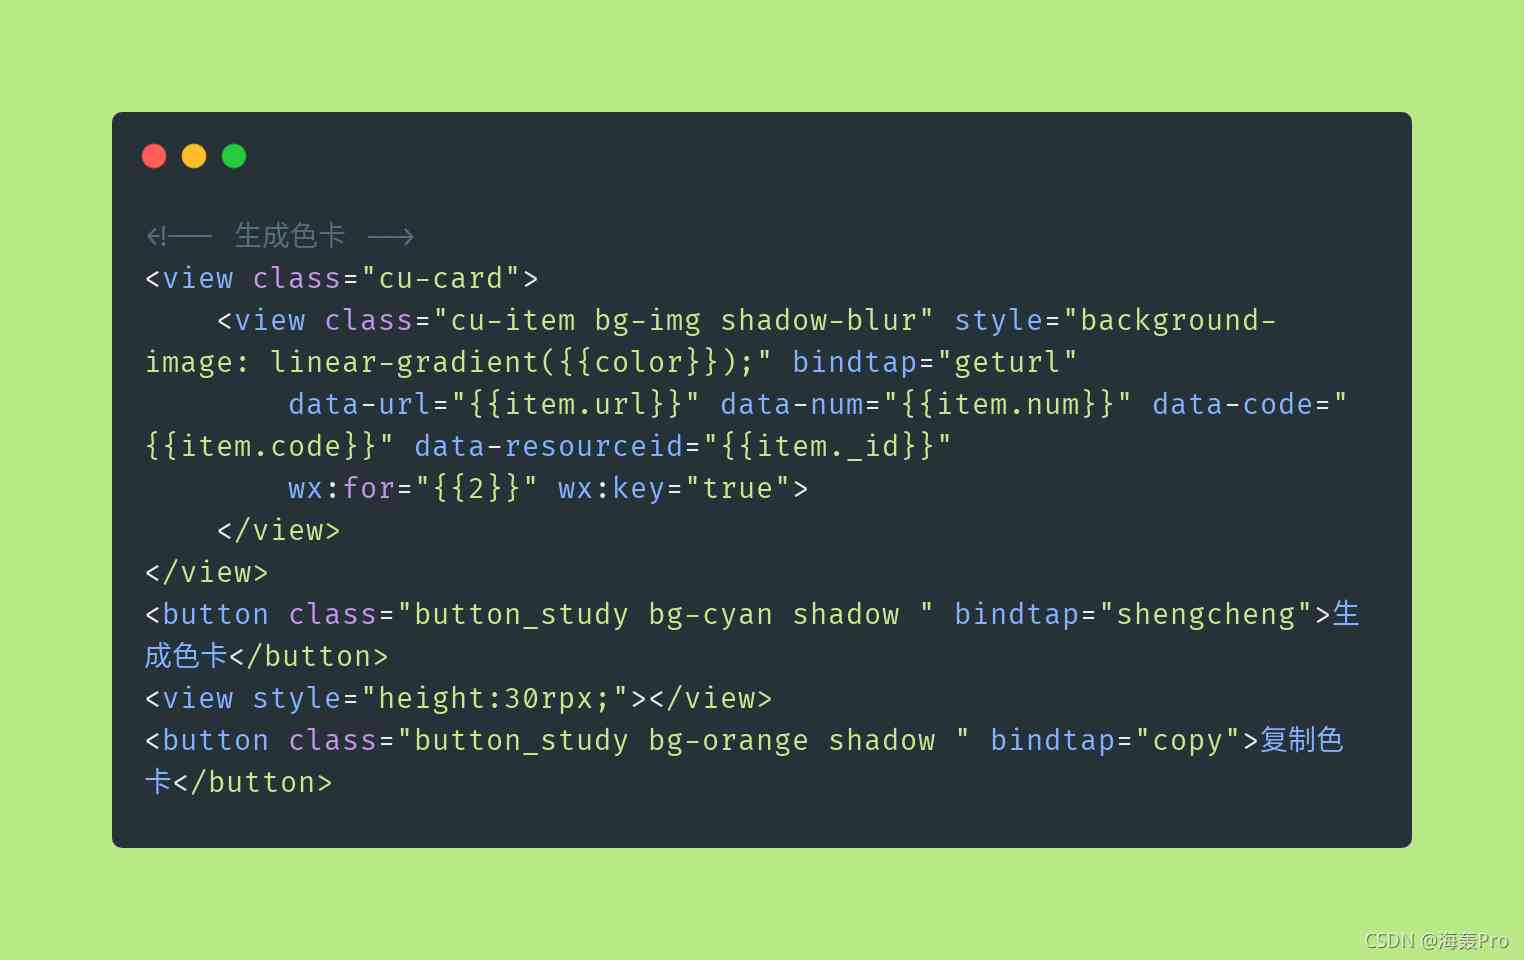 <!-- 生成色卡 -->
<view class="cu-card">
    <view class="cu-item bg-img shadow-blur" style="background-
image: linear-gradient({{color}});" bindtap="geturl"
        data-url="{{item.url}}" data-num="{{item.num}}" data-code="
{{item.code}}" data-resourceid="{{item._id}}"
        wx:for="{{2}}" wx:key="true">
    </view>
</view>
<button class="button_study bg-cyan shadow " bindtap="shengcheng">生
成色卡</button>
<view style="height:30rpx;"></view>
<button class="button_study bg-orange shadow " bindtap="copy">复制色
卡</button>
CSDN @海轰Pro